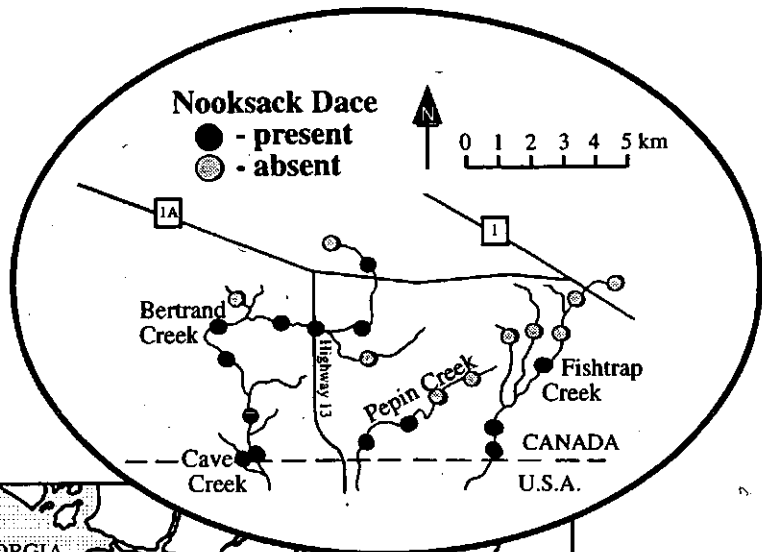 Nooksack Dace
- present
- absent
N
0 1 2 3 4 5 km
1A
1
Bertrand
Creek
Highway 13
Pepin Creek
Fishtrap
Creek
Cave
Creek
CANADA
U.S.A.